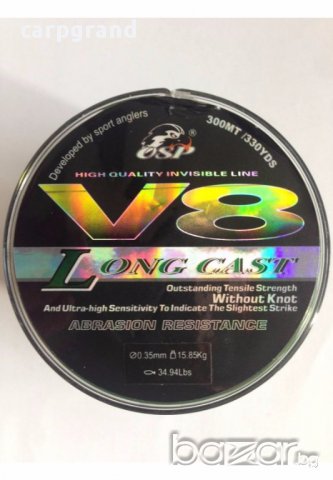 carpgrand
Developed by sport anglers
OSP®
300MT /330YDS
HIGH QUALITY INVISIBLE LINE
V8
LONG CAST
Outstanding Tensile Strength
Without Knot
And Ultra-high Sensitivity To Indicate The Slightest Strike
ABRASION RESISTANCE
Ø0.35mm 15.85Kg
34.94Lbs
bazar
бг